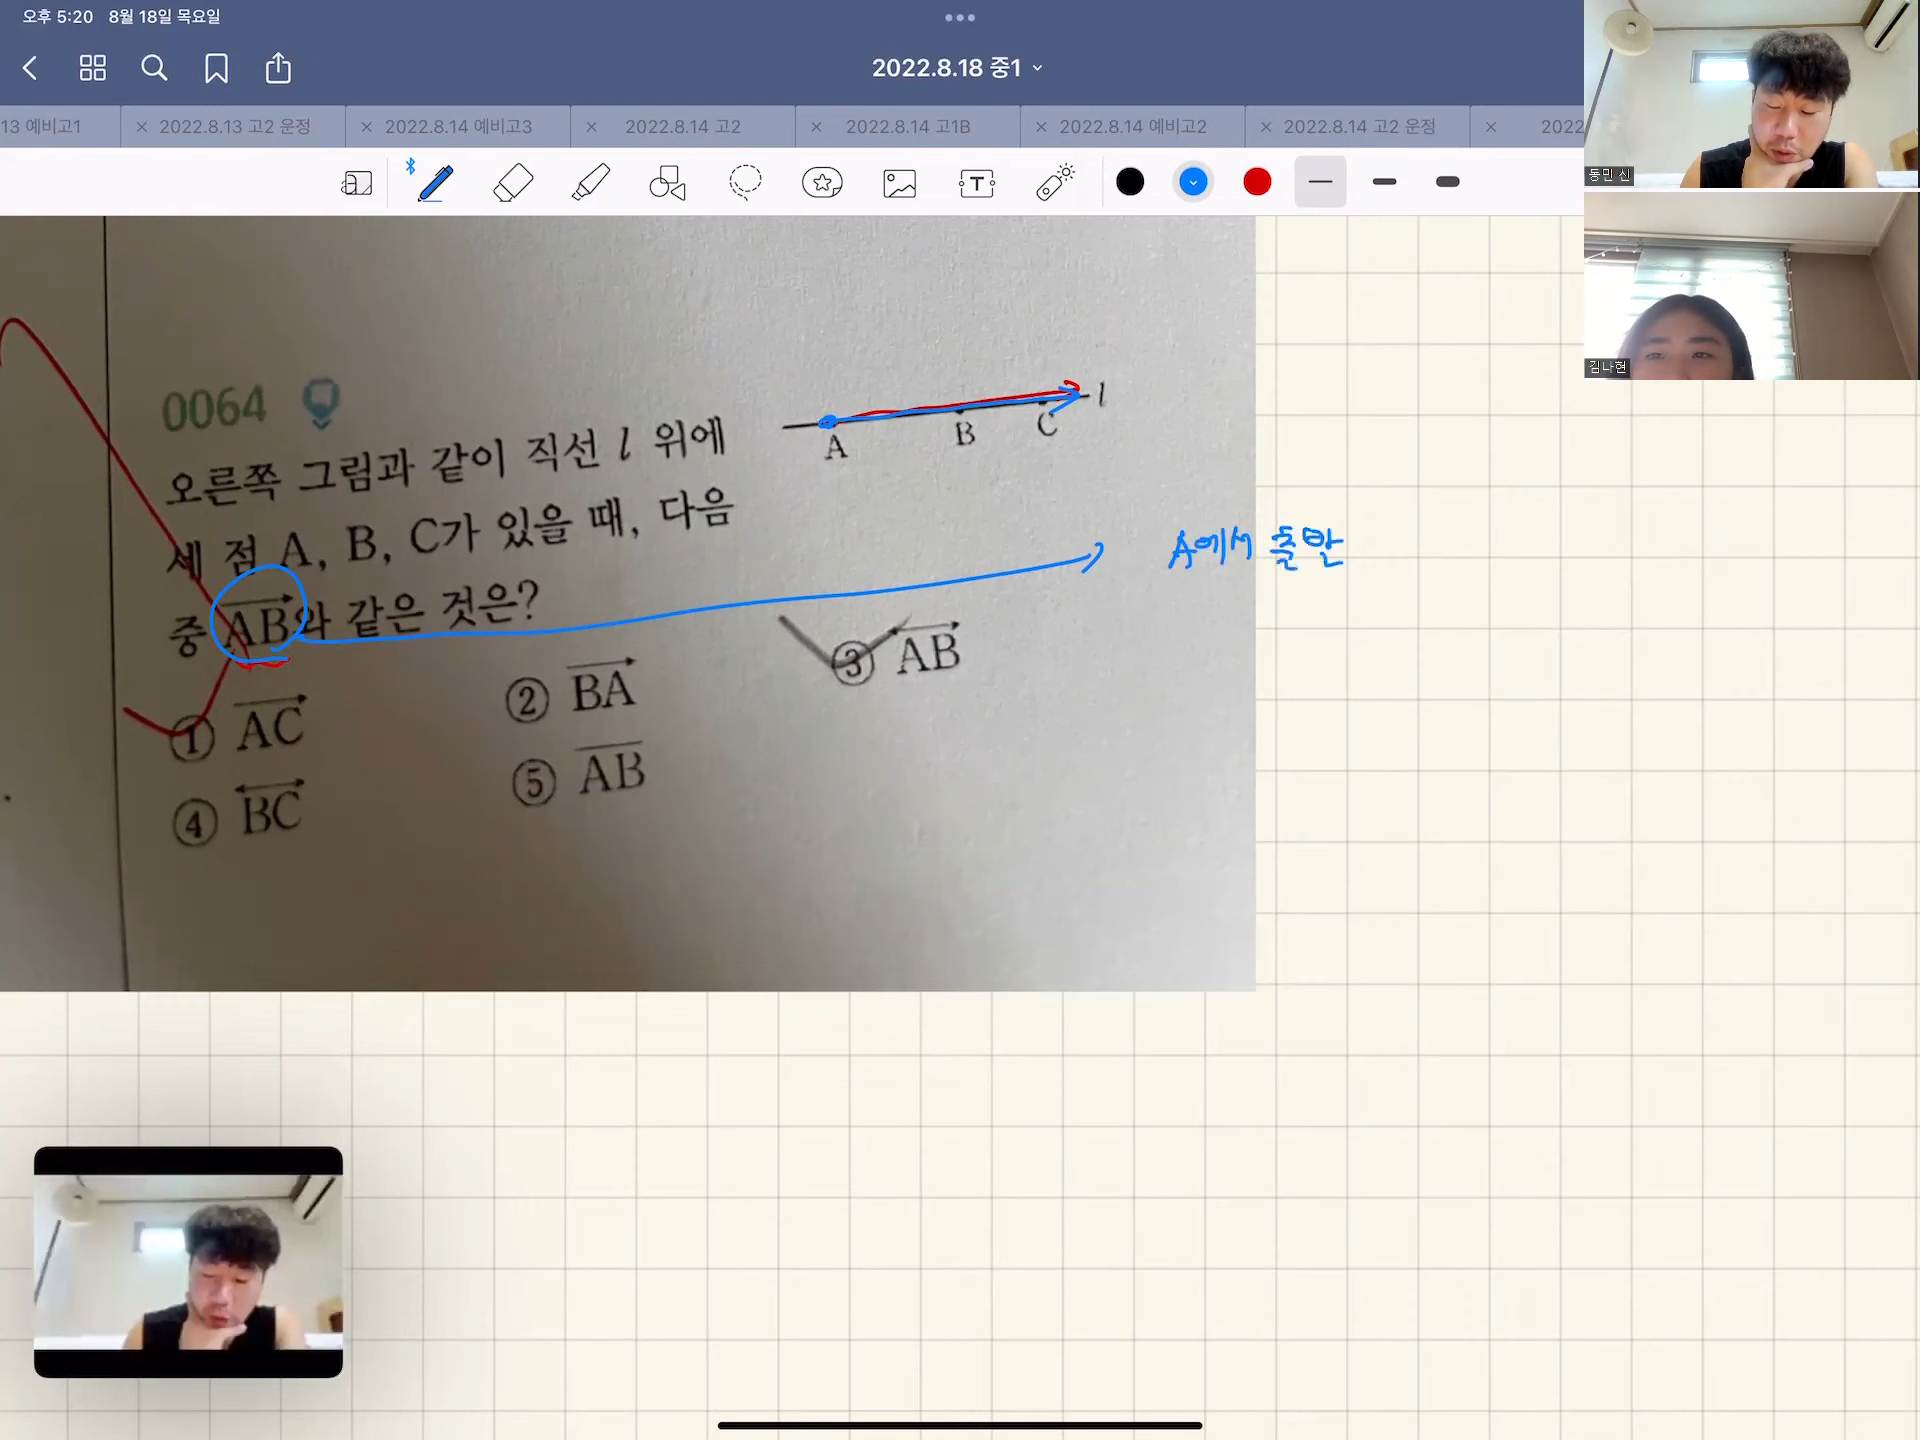 오후 5:20 8월 18일 목요일
2022.8.18 중1
13 예비고1
2022.8.13 고2 운정
2022.8.14 예비고3
2022.8.14 고2
2022.8.14 고1B
2022.8.14 예비고2
2022.8.14 고2 운정
2022
동민 신
김나현
0064
오른쪽 그림과 같이 직선 l 위에
세 점 A, B, C가 있을 때, 다음
중 AB와 같은 것은?
① AC ② BA ③ AB
④ BC ⑤ AB
A B C l
A에서 출발